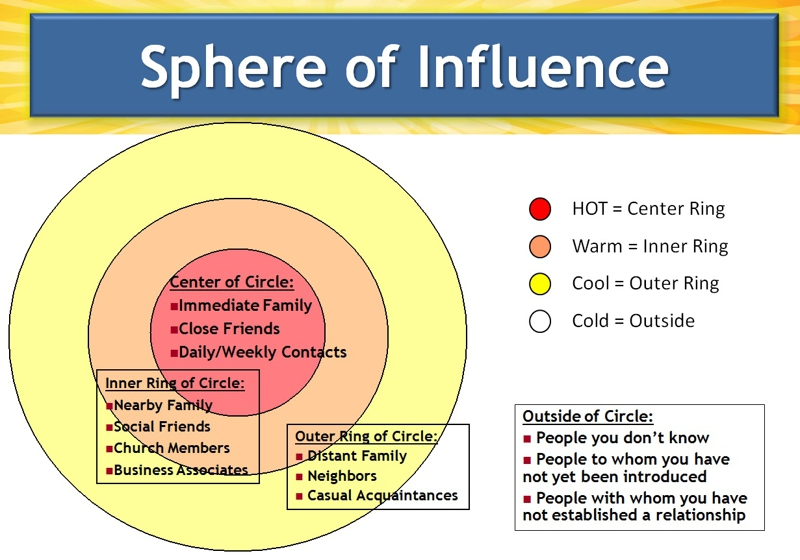 Sphere of Influence
HOT = Center Ring
Warm = Inner Ring
Cool = Outer Ring
Cold = Outside
Center of Circle:
■Immediate Family
■Close Friends
■Daily/Weekly Contacts
Inner Ring of Circle:
■Nearby Family
■Social Friends
■Church Members
■Business Associates
Outer Ring of Circle:
■ Distant Family
■ Neighbors
■ Casual Acquaintances
Outside of Circle:
■ People you don’t know
■ People to whom you have
not yet been introduced
■ People with whom you have
not established a relationship